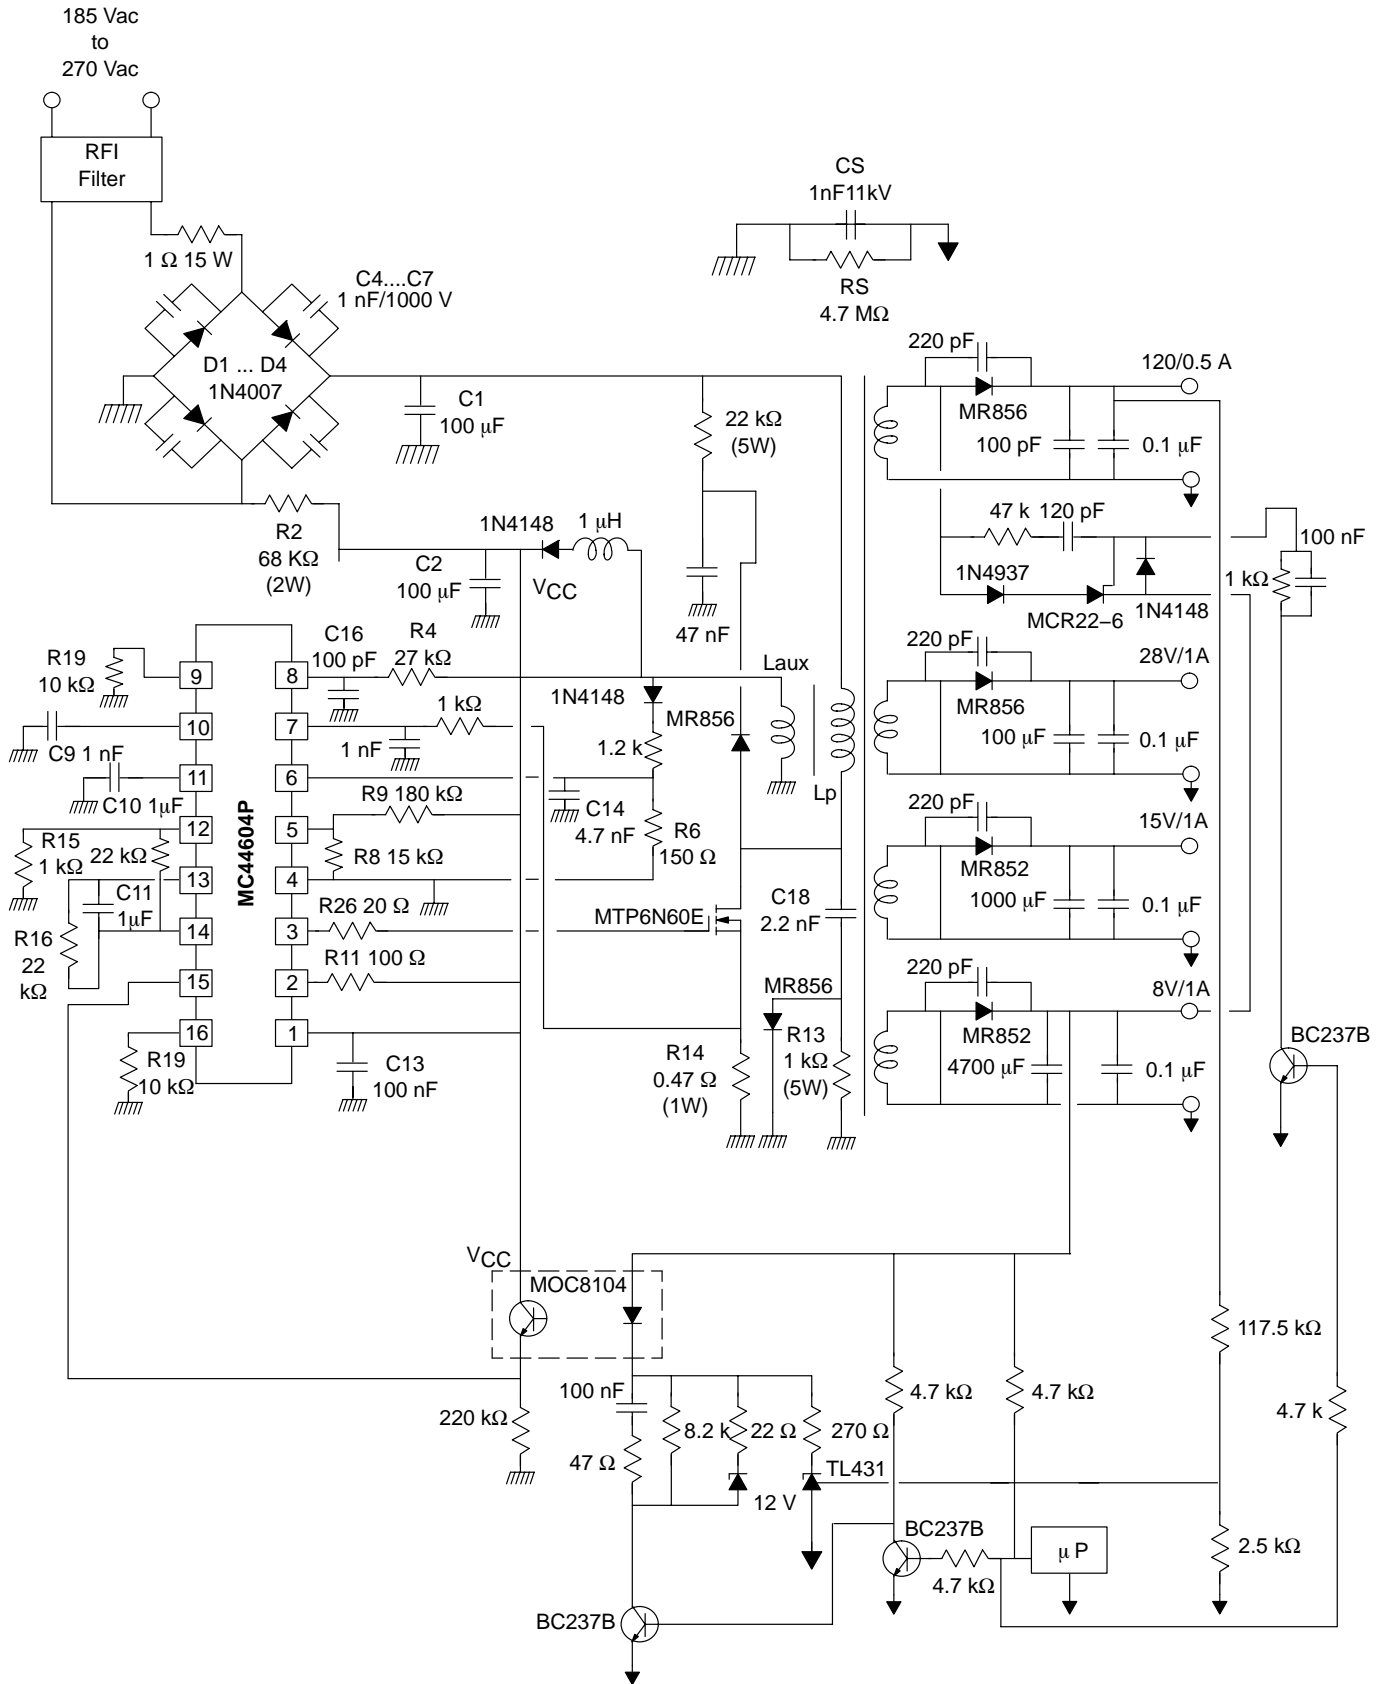 185 Vac
to
270 Vac
RFI
Filter
1 Ω 15 W
C4....C7
1 nF/1000 V
D1 ... D4
1N4007
C1
100 μF
CS
1nF11kV
RS
4.7 MΩ
22 kΩ
(5W)
47 nF
R2
68 KΩ
(2W)
1N4148
1 μH
C2
100 μF
VCC
220 pF
120/0.5 A
MR856
100 pF
0.1 μF
47 k
120 pF
1N4937
MCR22–6
1N4148
100 nF
1 kΩ
220 pF
28V/1A
MR856
100 μF
0.1 μF
220 pF
15V/1A
MR852
1000 μF
0.1 μF
220 pF
8V/1A
MR852
4700 μF
0.1 μF
BC237B
R19
10 kΩ
9
8
C16
100 pF
R4
27 kΩ
10
7
C9 1 nF
1 nF
1 kΩ
11
6
C10 1μF
12
5
R9 180 kΩ
R15
1 kΩ
22 kΩ
R8 15 kΩ
13
4
C11
1μF
14
3
R26 20 Ω
R16
22
kΩ
15
2
R11 100 Ω
16
1
R19
10 kΩ
C13
100 nF
MC44604P
1N4148
1.2 k
MR856
Laux
Lp
C14
4.7 nF
R6
150 Ω
MTP6N60E
C18
2.2 nF
MR856
R14
0.47 Ω
(1W)
R13
1 kΩ
(5W)
VCC
MOC8104
220 kΩ
100 nF
47 Ω
8.2 k
22 Ω
270 Ω
12 V
TL431
4.7 kΩ
4.7 kΩ
117.5 kΩ
4.7 k
BC237B
4.7 kΩ
μ P
2.5 kΩ
BC237B